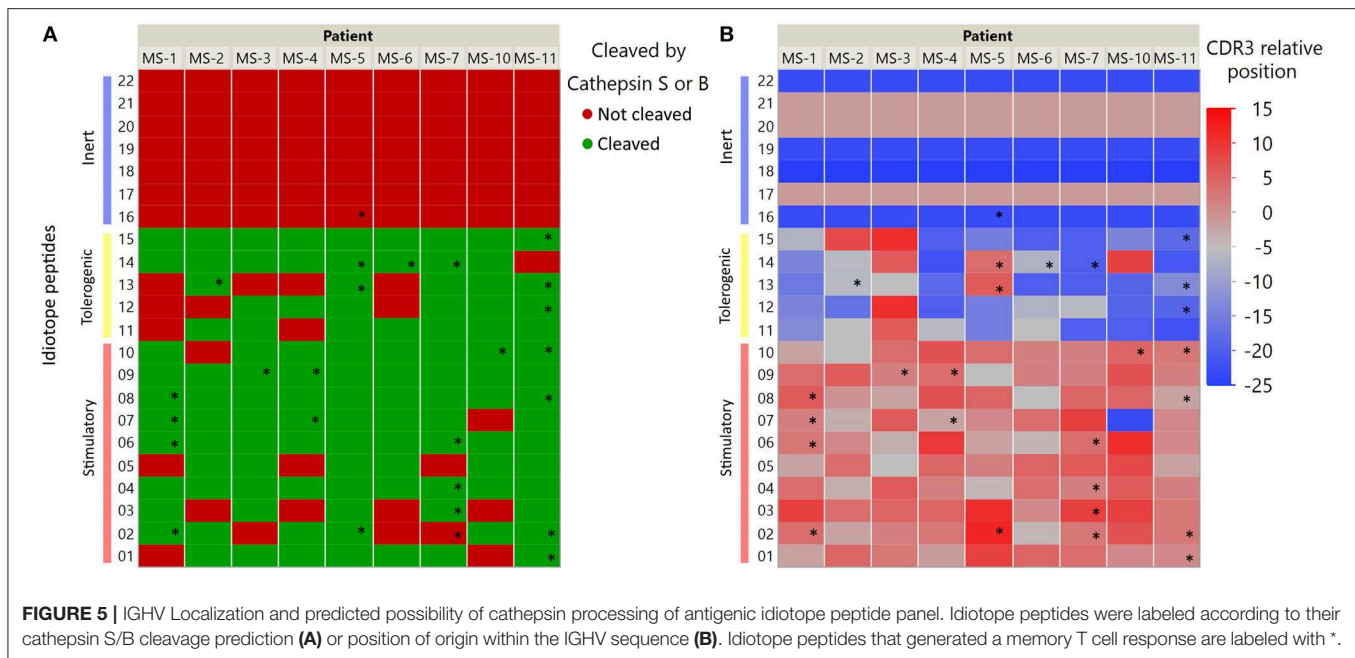 A
Patient
MS-1 MS-2 MS-3 MS-4 MS-5 MS-6 MS-7 MS-10 MS-11
Idiotope peptides
Inert
Tolerogenic
Stimulatory
22
21
20
19
18
17
16 *
15 *
14 * * *
13 * * *
12 *
11
10 * *
09 * *
08 * *
07 * *
06 * *
05
04 *
03 *
02 * * * *
01 *
Cleaved by
Cathepsin S or B
Not cleaved
Cleaved
B
Patient
MS-1 MS-2 MS-3 MS-4 MS-5 MS-6 MS-7 MS-10 MS-11
Inert
Tolerogenic
Stimulatory
22
21
20
19
18
17
16 *
15 *
14 * * *
13 * * *
12 *
11
10 * *
09 * *
08 * *
07 * *
06 * *
05
04 *
03 *
02 * * * *
01 *
CDR3 relative
position
15
10
5
0
-5
-10
-15
-20
-25
FIGURE 5 | IGHV Localization and predicted possibility of cathepsin processing of antigenic idiotope peptide panel. Idiotope peptides were labeled according to their
cathepsin S/B cleavage prediction (A) or position of origin within the IGHV sequence (B). Idiotope peptides that generated a memory T cell response are labeled with *.